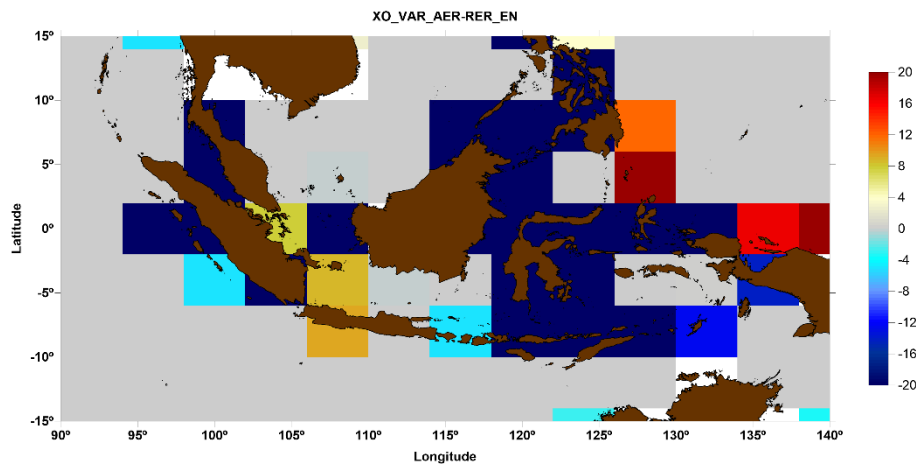 XO_VAR_AER-RER_EN
15º
10º
5º
0º
-5º
-10º
-15º
Latitude
90º 95º 100º 105º 110º 115º 120º 125º 130º 135º 140º
Longitude
20
16
12
8
4
0
-4
-8
-12
-16
-20